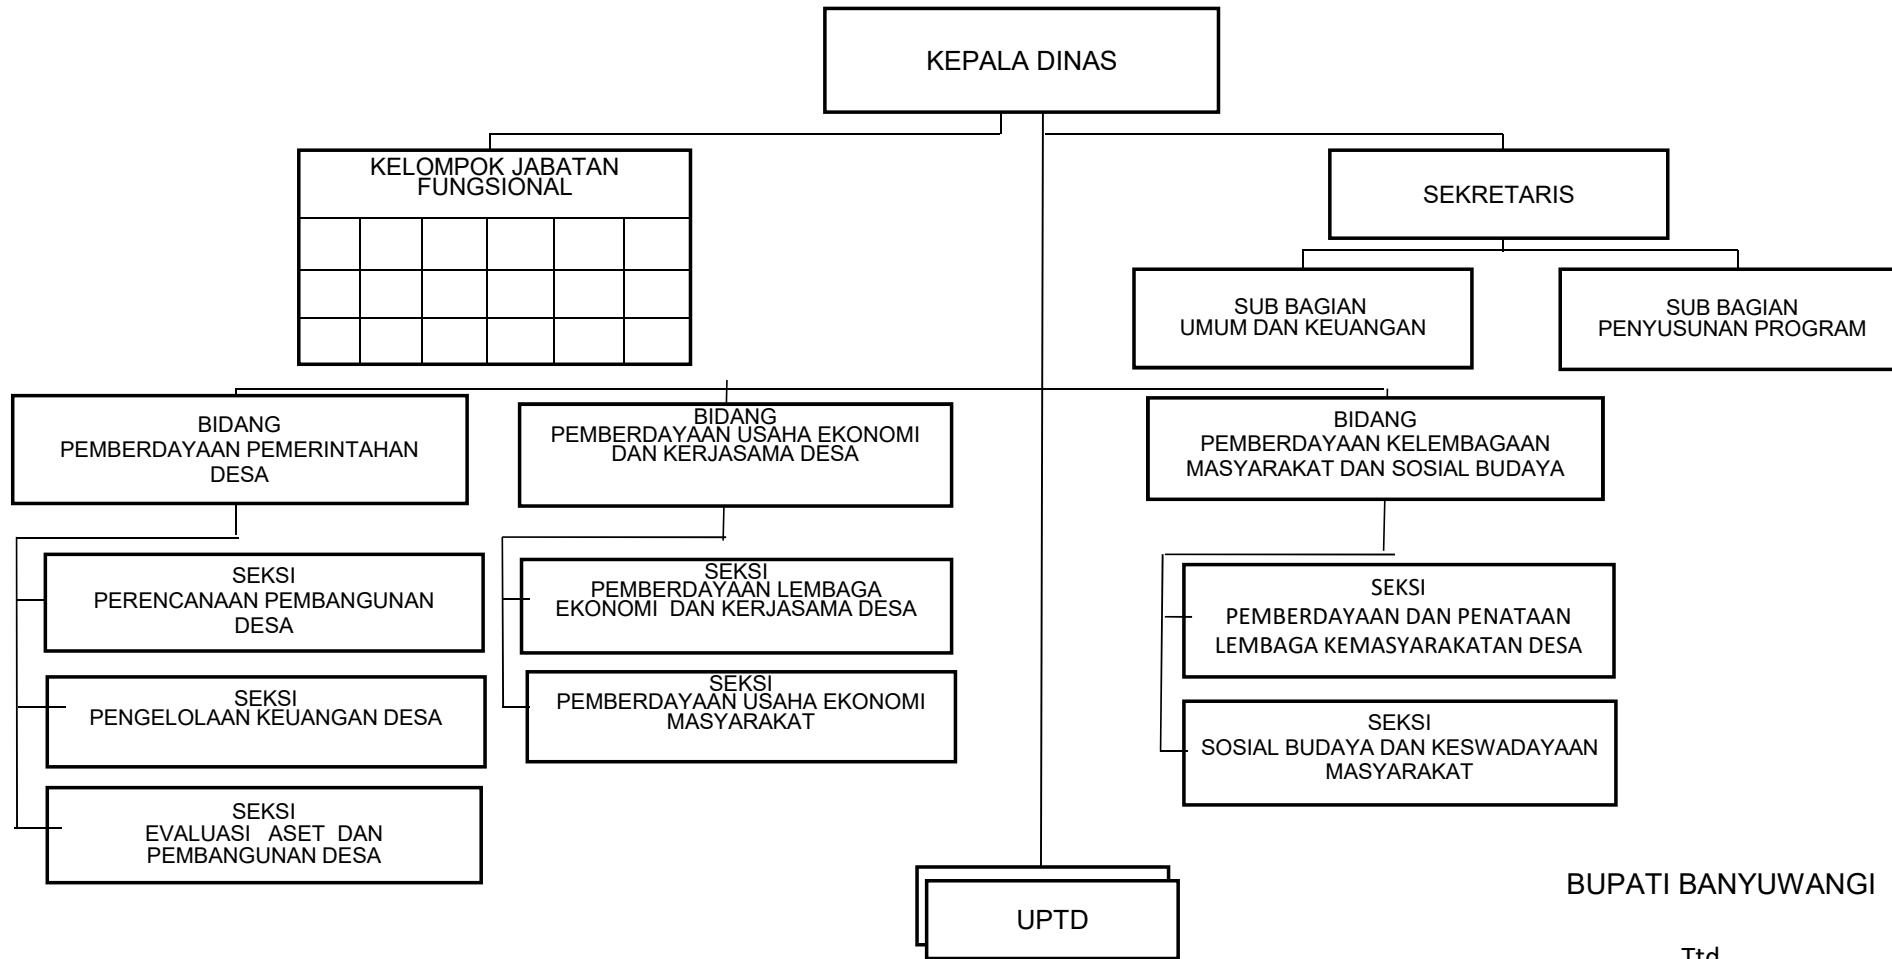 KEPALA DINAS
KELOMPOK JABATAN
FUNGSIONAL
SEKRETARIS
SUB BAGIAN
UMUM DAN KEUANGAN
SUB BAGIAN
PENYUSUNAN PROGRAM
BIDANG
PEMBERDAYAAN PEMERINTAHAN
DESA
BIDANG
PEMBERDAYAAN USAHA EKONOMI
DAN KERJASAMA DESA
BIDANG
PEMBERDAYAAN KELEMBAGAAN
MASYARAKAT DAN SOSIAL BUDAYA
SEKSI
PERENCANAAN PEMBANGUNAN
DESA
SEKSI
PENGELOLAAN KEUANGAN DESA
SEKSI
EVALUASI ASET DAN
PEMBANGUNAN DESA
SEKSI
PEMBERDAYAAN LEMBAGA
EKONOMI DAN KERJASAMA DESA
SEKSI
PEMBERDAYAAN USAHA EKONOMI
MASYARAKAT
SEKSI
PEMBERDAYAAN DAN PENATAAN
LEMBAGA KEMASYARAKATAN DESA
SEKSI
SOSIAL BUDAYA DAN KESWADAYAAN
MASYARAKAT
UPTD
BUPATI BANYUWANGI
Ttd